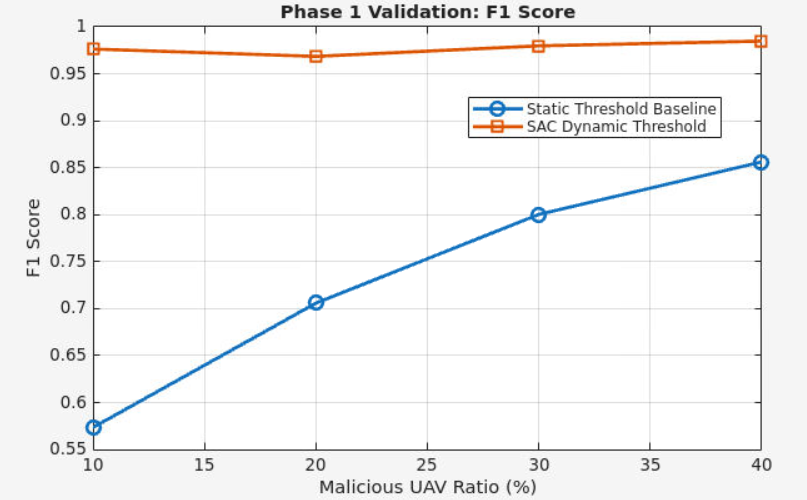 Phase 1 Validation: F1 Score
1
0.95
0.9
0.85
0.8
0.75
0.7
0.65
0.6
0.55
F1 Score
Static Threshold Baseline
SAC Dynamic Threshold
10 15 20 25 30 35 40
Malicious UAV Ratio (%)